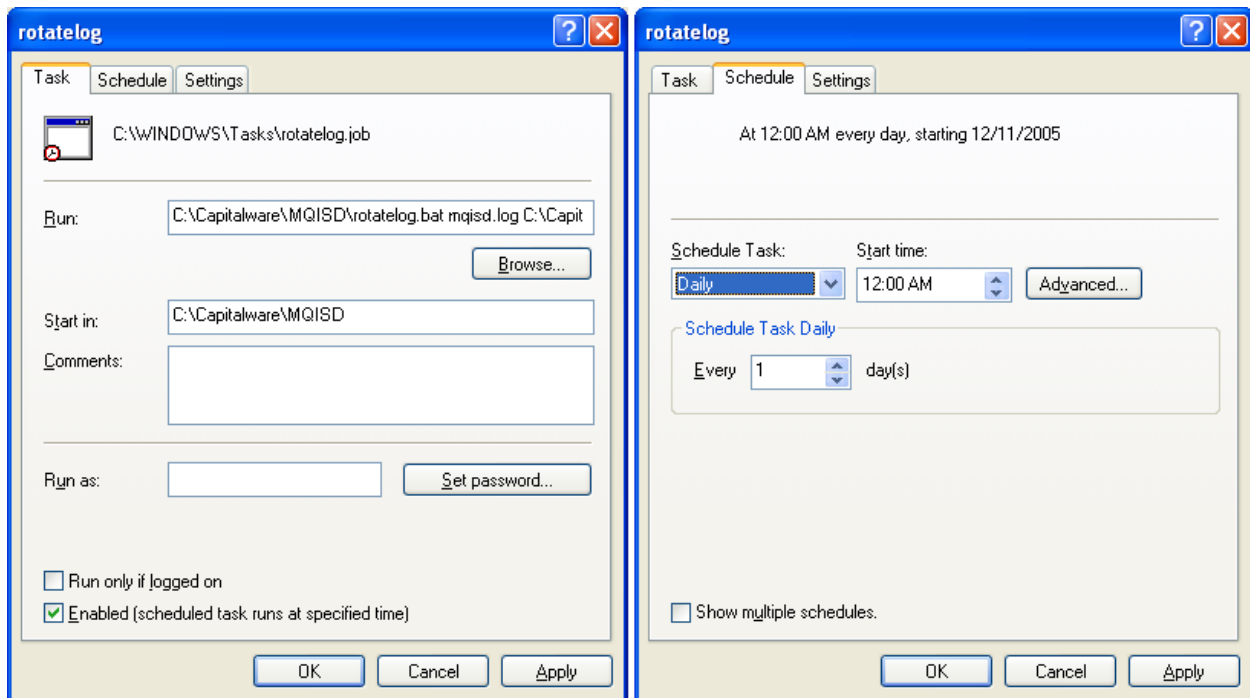 rotatelog
Task Schedule Settings
C:\WINDOWS\Tasks\rotatelog.job
Run: C:\Capitalware\MQISD\rotatelog.bat mqisd.log C:\Capit
Browse...
Start in: C:\Capitalware\MQISD
Comments:
Run as: Set password...
Run only if logged on
Enabled (scheduled task runs at specified time)
OK Cancel Apply
rotatelog
Task Schedule Settings
At 12:00 AM every day, starting 12/11/2005
Schedule Task: Start time:
Daily 12:00 AM Advanced...
Schedule Task Daily
Every 1 day(s)
Show multiple schedules.
OK Cancel Apply